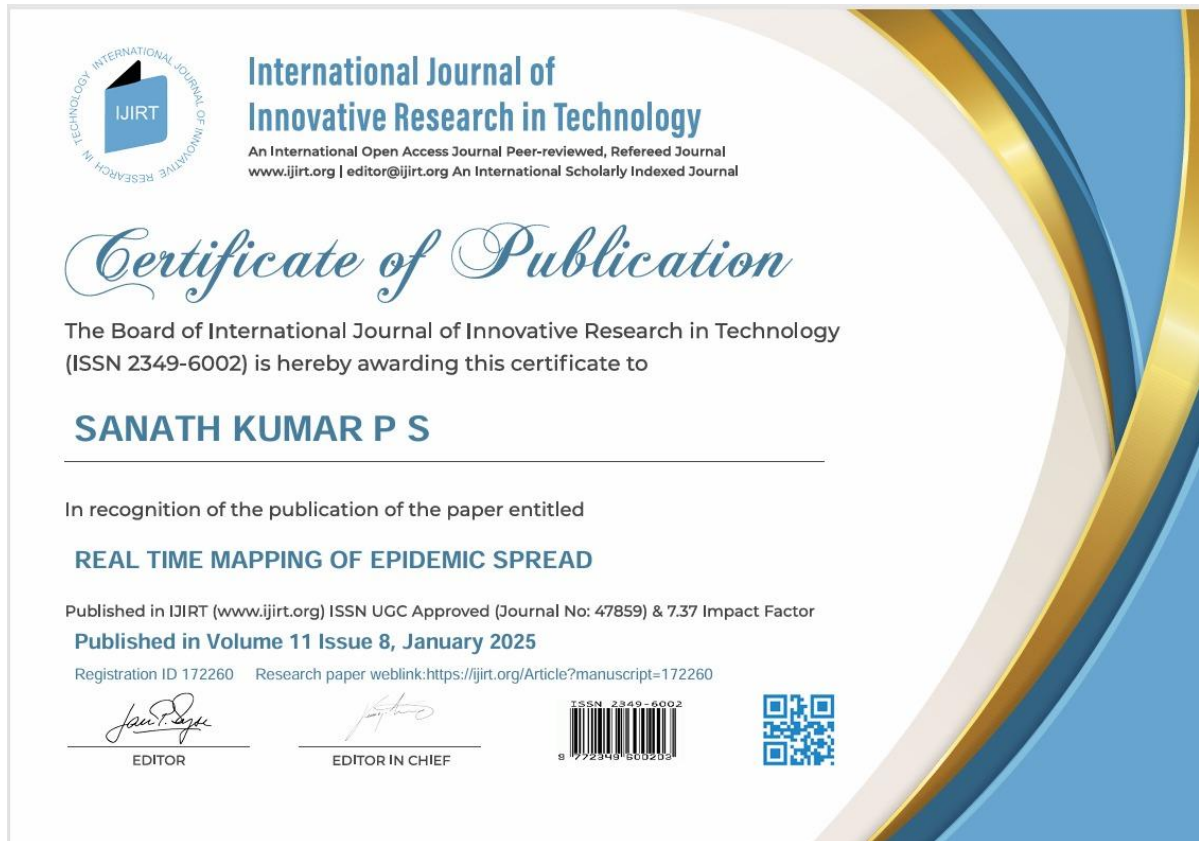 INTERNATIONAL JOURNAL OF INNOVATIVE RESEARCH IN TECHNOLOGY
IJIRT
International Journal of
Innovative Research in Technology
An International Open Access Journal Peer-reviewed, Refereed Journal
www.ijirt.org | editor@ijirt.org An International Scholarly Indexed Journal
Certificate of Publication
The Board of International Journal of Innovative Research in Technology
(ISSN 2349-6002) is hereby awarding this certificate to
SANATH KUMAR P S
In recognition of the publication of the paper entitled
REAL TIME MAPPING OF EPIDEMIC SPREAD
Published in IJIRT (www.ijirt.org) ISSN UGC Approved (Journal No: 47859) & 7.37 Impact Factor
Published in Volume 11 Issue 8, January 2025
Registration ID 172260 Research paper weblink:https://ijirt.org/Article?manuscript=172260
ISSN 2349-6002
EDITOR
EDITOR IN CHIEF